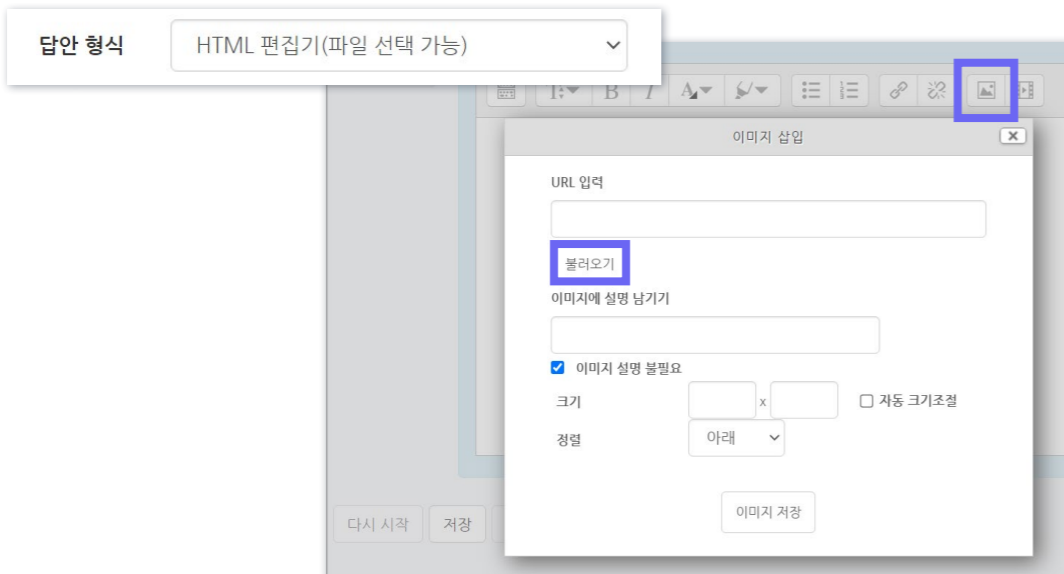 답안 형식 HTML 편집기(파일 선택 가능)
B I A
이미지 삽입
URL 입력
불러오기
이미지에 설명 남기기
이미지 설명 불필요
크기 x 자동 크기조절
정렬 아래
이미지 저장
다시 시작 저장